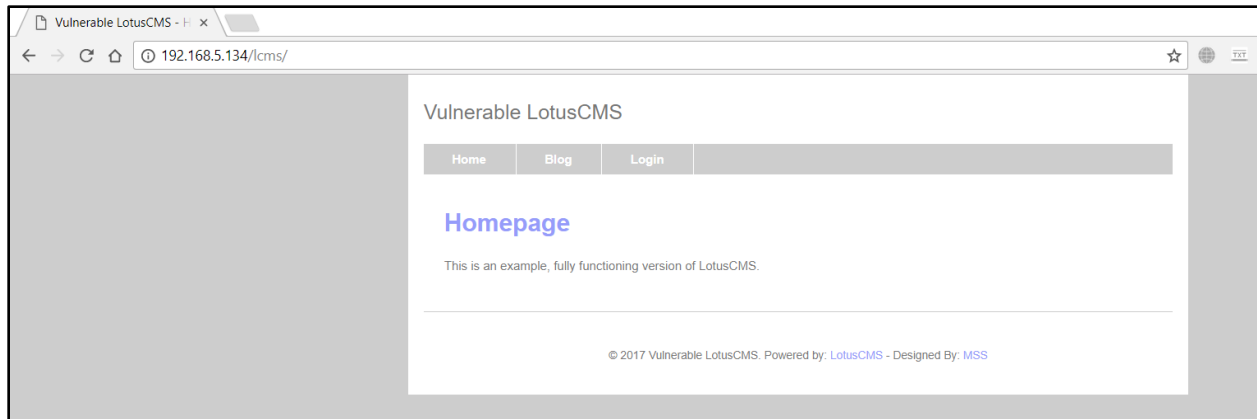 Vulnerable LotusCMS - H
192.168.5.134/lcms/
TXT
Vulnerable LotusCMS
Home Blog Login
Homepage
This is an example, fully functioning version of LotusCMS.
© 2017 Vulnerable LotusCMS. Powered by: LotusCMS - Designed By: MSS